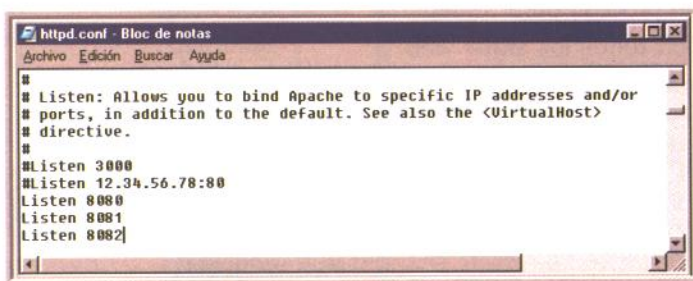 httpd.conf - Bloc de notas
Archivo Edición Buscar Ayuda
#
# Listen: Allows you to bind Apache to specific IP addresses and/or
# ports, in addition to the default. See also the <VirtualHost>
# directive.
#
#Listen 3000
#Listen 12.34.56.78:80
Listen 8080
Listen 8081
Listen 8082